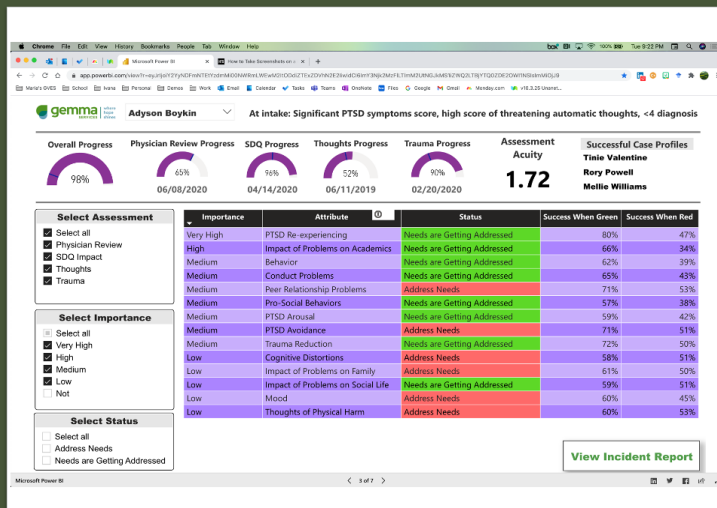 Chrome File Edit View History Bookmarks People Tab Window Help
box 100% Tue 9:22 PM
Microsoft Power BI
How to Take Screenshots on
app.powerbi.com/view?r=
School Ivana Personal Games Work Email Calendar Tasks Teams OneNote Files Google Gmail Monday.com
gemma SERVICES where hope lives
Adyson Boykin
At intake: Significant PTSD symptoms score, high score of threatening automatic thoughts, <4 diagnosis
Overall Progress Physician Review Progress SDQ Progress Thoughts Progress Trauma Progress Assessment Acuity Successful Case Profiles
98% 65% 96% 52% 90% 1.72
06/08/2020 04/14/2020 06/11/2019 02/20/2020
Tinie Valentine
Rory Powell
Mellie Williams
Select Assessment
Select all
Physician Review
SDQ Impact
Thoughts
Trauma
Select Importance
Select all
Very High
High
Medium
Low
Not
Select Status
Select all
Address Needs
Needs are Getting Addressed
Importance Attribute Status Success When Green Success When Red
Very High PTSD Re-experiencing Needs are Getting Addressed 80% 47%
High Impact of Problems on Academics Needs are Getting Addressed 66% 34%
Medium Behavior Needs are Getting Addressed 62% 39%
Medium Conduct Problems Needs are Getting Addressed 65% 43%
Medium Peer Relationship Problems Address Needs 71% 53%
Medium Pro-Social Behaviors Needs are Getting Addressed 57% 38%
Medium PTSD Arousal Needs are Getting Addressed 59% 42%
Medium PTSD Avoidance Address Needs 71% 51%
Medium Trauma Reduction Needs are Getting Addressed 72% 50%
Low Cognitive Distortions Address Needs 58% 51%
Low Impact of Problems on Family Address Needs 61% 50%
Low Impact of Problems on Social Life Needs are Getting Addressed 59% 51%
Low Mood Address Needs 60% 45%
Low Thoughts of Physical Harm Address Needs 60% 53%
View Incident Report
Microsoft Power BI
3 of 7